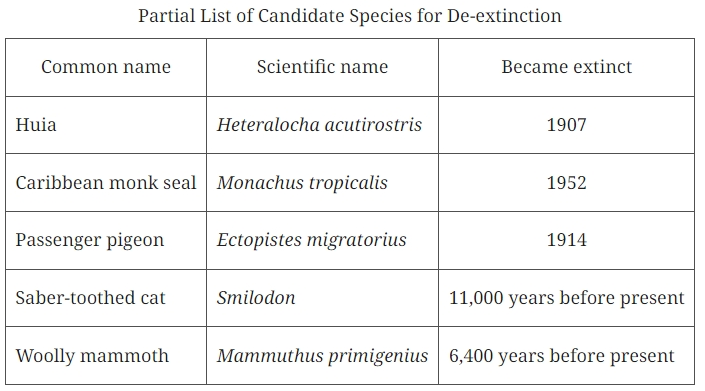 Partial List of Candidate Species for De-extinction
Common name Scientific name Became extinct
Huia Heteralocha acutirostris 1907
Caribbean monk seal Monachus tropicalis 1952
Passenger pigeon Ectopistes migratorius 1914
Saber-toothed cat Smilodon 11,000 years before present
Woolly mammoth Mammuthus primigenius 6,400 years before present